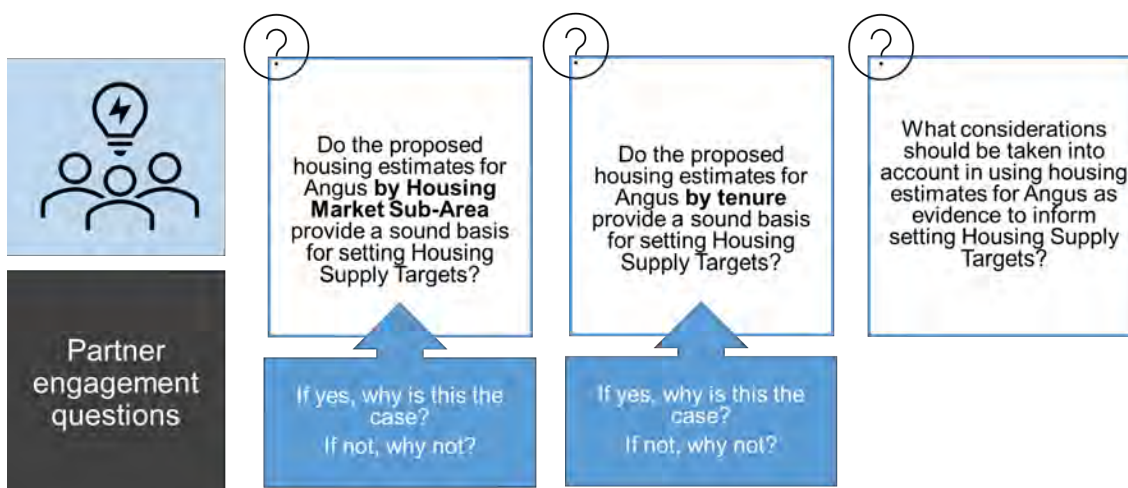 Partner
engagement
questions
?
Do the proposed
housing estimates for
Angus by Housing
Market Sub-Area
provide a sound basis
for setting Housing
Supply Targets?
If yes, why is this the
case?
If not, why not?
?
Do the proposed
housing estimates for
Angus by tenure
provide a sound basis
for setting Housing
Supply Targets?
If yes, why is this the
case?
If not, why not?
?
What considerations
should be taken into
account in using housing
estimates for Angus as
evidence to inform
setting Housing Supply
Targets?